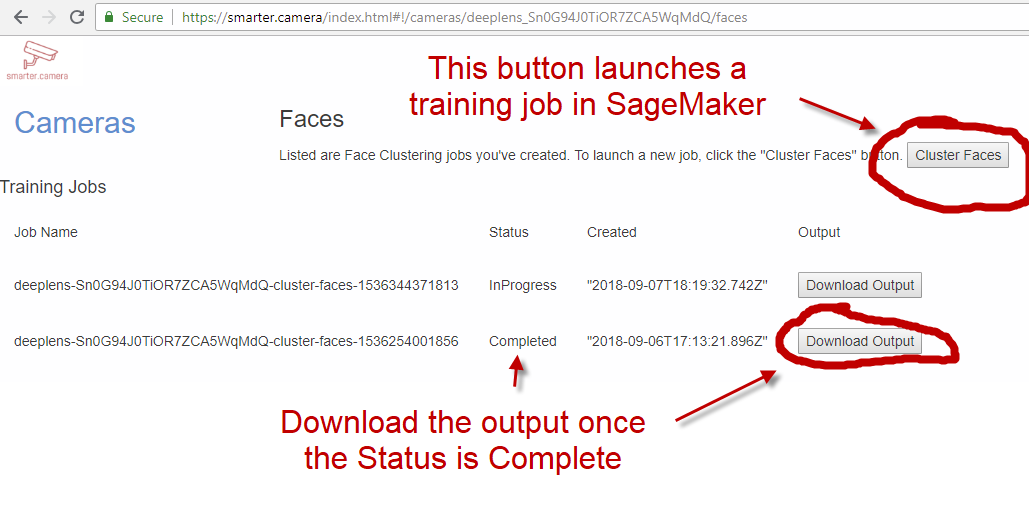 Secure
https://smarter.camera/index.html#!/cameras/deeplens_Sn0G94J0TiOR7ZCA5WqMdQ/faces
smarter.camera
This button launches a
training job in SageMaker
Cameras
Faces
Listed are Face Clustering jobs you've created. To launch a new job, click the "Cluster Faces" button. Cluster Faces
Training Jobs
Job Name Status Created Output
deeplens-Sn0G94J0TiOR7ZCA5WqMdQ-cluster-faces-1536344371813 InProgress "2018-09-07T18:19:32.742Z" Download Output
deeplens-Sn0G94J0TiOR7ZCA5WqMdQ-cluster-faces-1536254001856 Completed "2018-09-06T17:13:21.896Z" Download Output
Download the output once
the Status is Complete